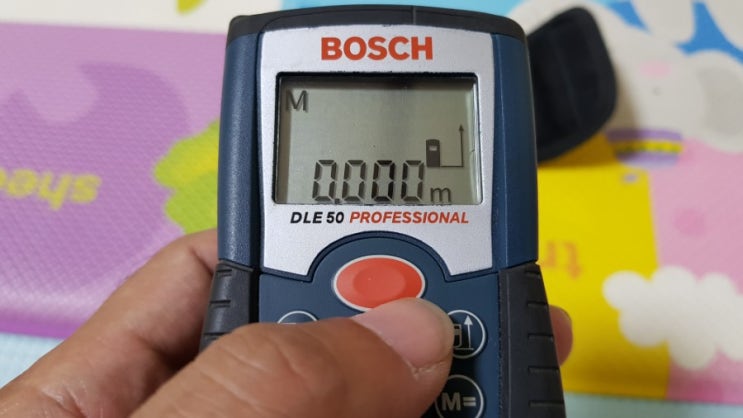 BOSCH
M
0.000 m
DLE 50 PROFESSIONAL
M=